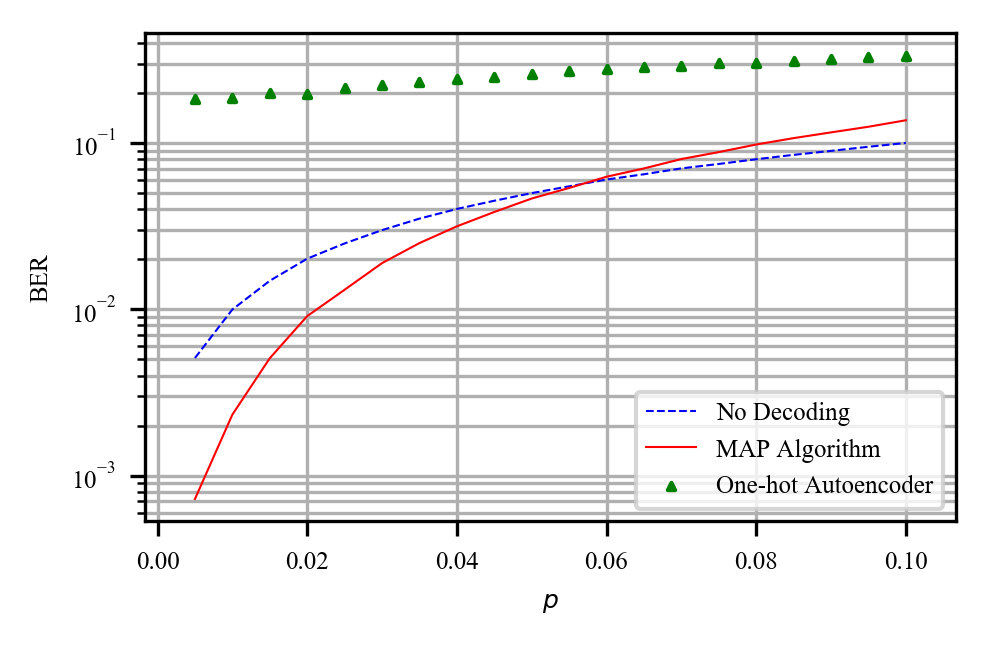 10⁻¹
10⁻²
10⁻³
BER
No Decoding
MAP Algorithm
One-hot Autoencoder
0.00 0.02 0.04 0.06 0.08 0.10
p